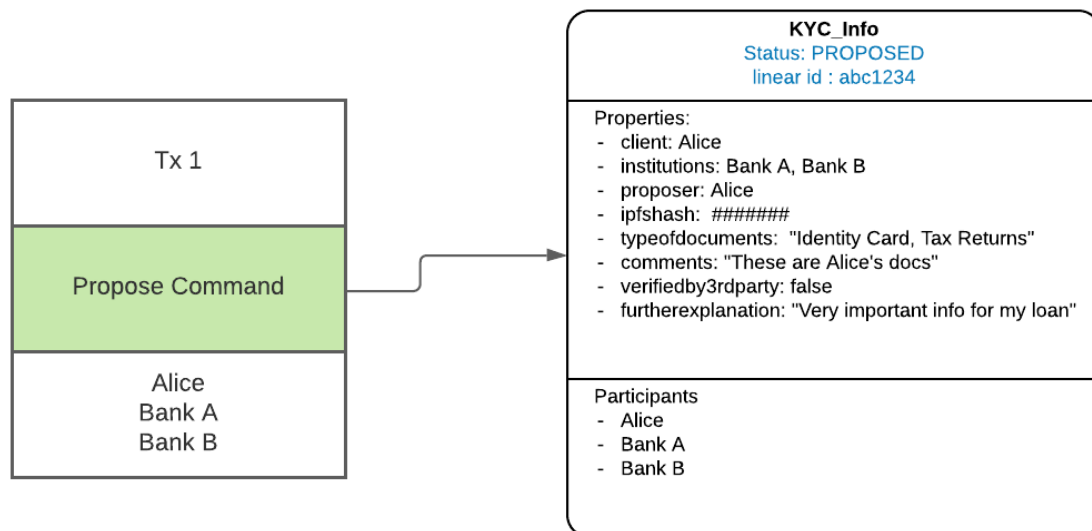 Tx 1
Propose Command
Alice
Bank A
Bank B
KYC_Info
Status: PROPOSED
linear id : abc1234
Properties:
- client: Alice
- institutions: Bank A, Bank B
- proposer: Alice
- ipfshash: #######
- typeofdocuments: "Identity Card, Tax Returns"
- comments: "These are Alice's docs"
- verifiedby3rdparty: false
- furtherexplanation: "Very important info for my loan"
Participants
- Alice
- Bank A
- Bank B